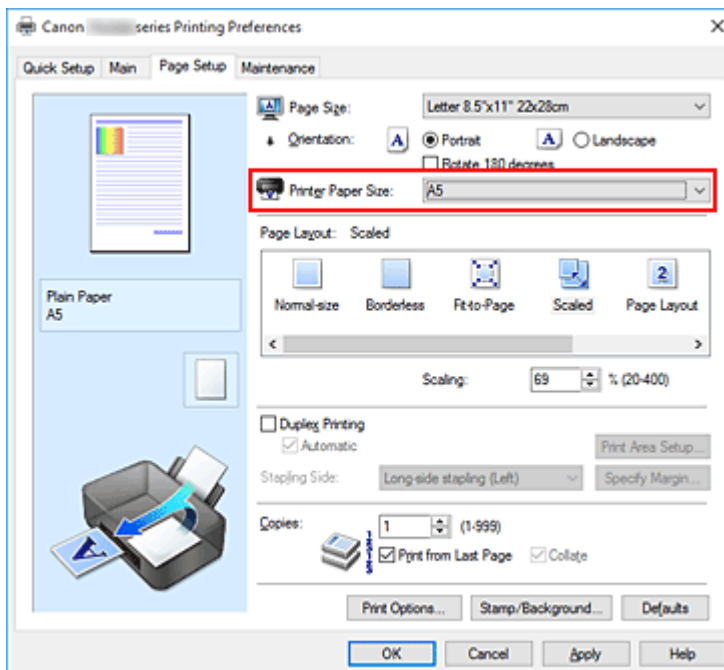 Canon series Printing Preferences
Quick Setup Main Page Setup Maintenance
Page Size: Letter 8.5"x11" 22x28cm
Orientation: A Portrait A Landscape
Rotate 180 degrees
Printer Paper Size: A5
Page Layout: Scaled
Normal-size Borderless Fit-to-Page Scaled Page Layout
Plain Paper
A5
Scaling: 69 % (20-400)
Duplex Printing
Automatic Print Area Setup...
Stapling Side: Long-side stapling (Left) Specify Margin...
Copies: 1 (1-999)
Print from Last Page Collate
Print Options... Stamp/Background... Defaults
OK Cancel Apply Help